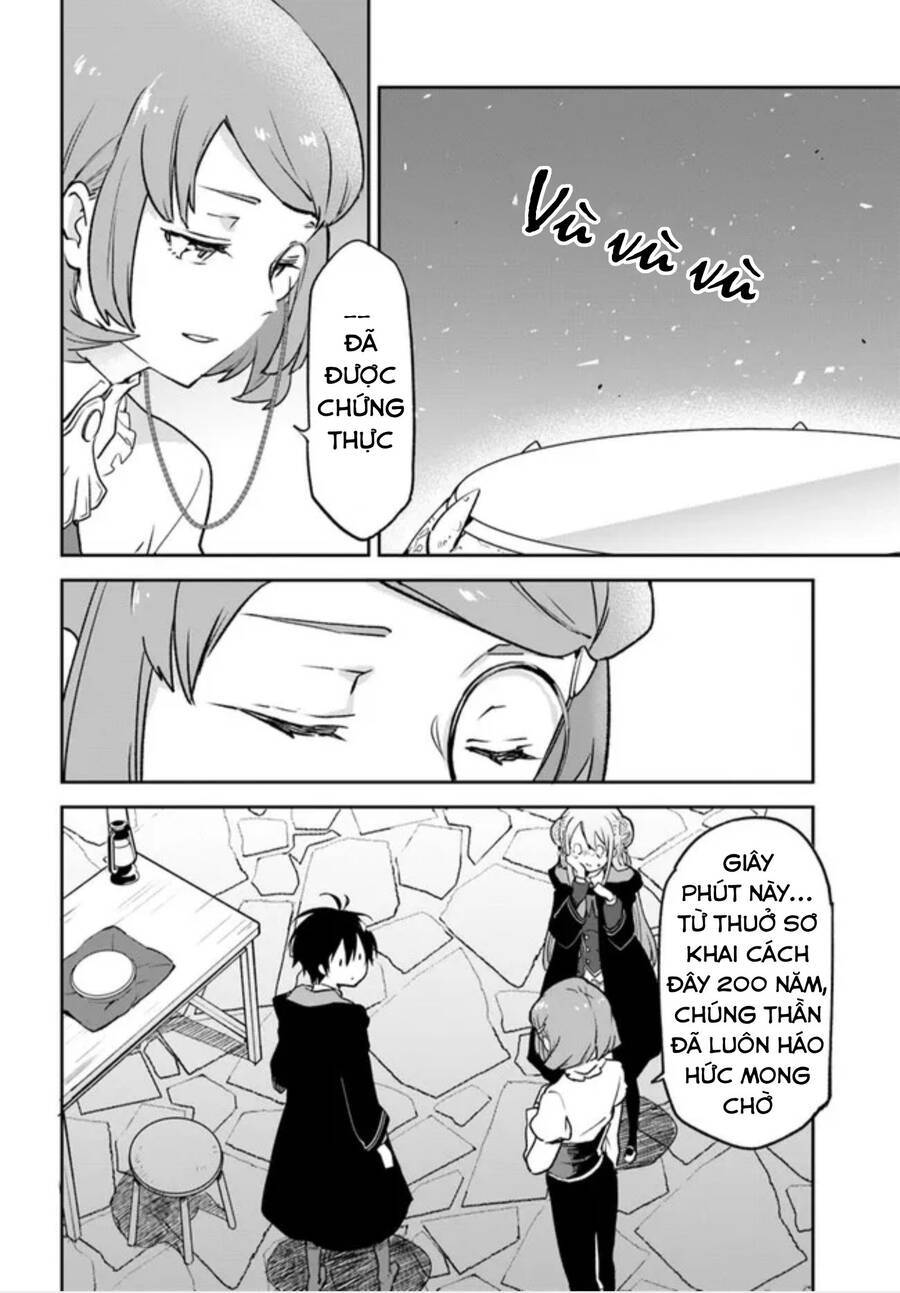 Vù vù vù
__
ĐÃ
ĐƯỢC
CHỨNG
THỰC
GIÂY
PHÚT NÀY...
TỪ THUỞ SƠ
KHAI CÁCH
ĐÂY 200 NĂM,
CHÚNG THẦN
ĐÃ LUÔN HÁO
HỨC MONG
CHỜ